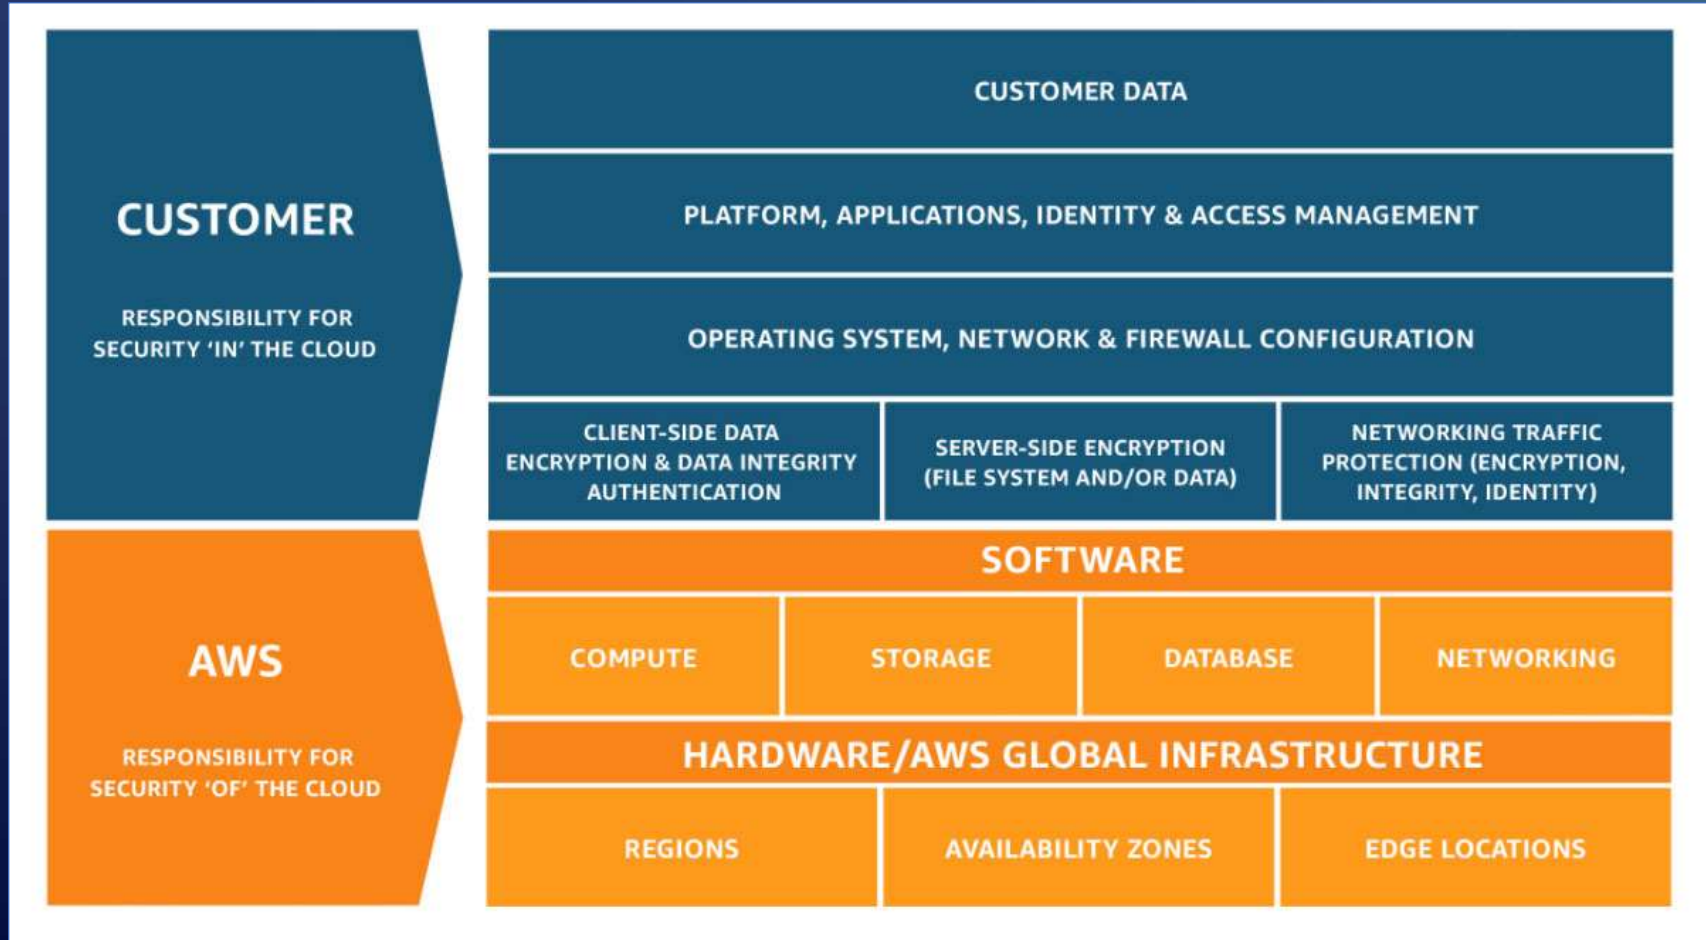 CUSTOMER
RESPONSIBILITY FOR
SECURITY ‘IN’ THE CLOUD
CUSTOMER DATA
PLATFORM, APPLICATIONS, IDENTITY & ACCESS MANAGEMENT
OPERATING SYSTEM, NETWORK & FIREWALL CONFIGURATION
CLIENT-SIDE DATA
ENCRYPTION & DATA INTEGRITY
AUTHENTICATION
SERVER-SIDE ENCRYPTION
(FILE SYSTEM AND/OR DATA)
NETWORKING TRAFFIC
PROTECTION (ENCRYPTION,
INTEGRITY, IDENTITY)
AWS
RESPONSIBILITY FOR
SECURITY ‘OF’ THE CLOUD
SOFTWARE
COMPUTE
STORAGE
DATABASE
NETWORKING
HARDWARE/AWS GLOBAL INFRASTRUCTURE
REGIONS
AVAILABILITY ZONES
EDGE LOCATIONS